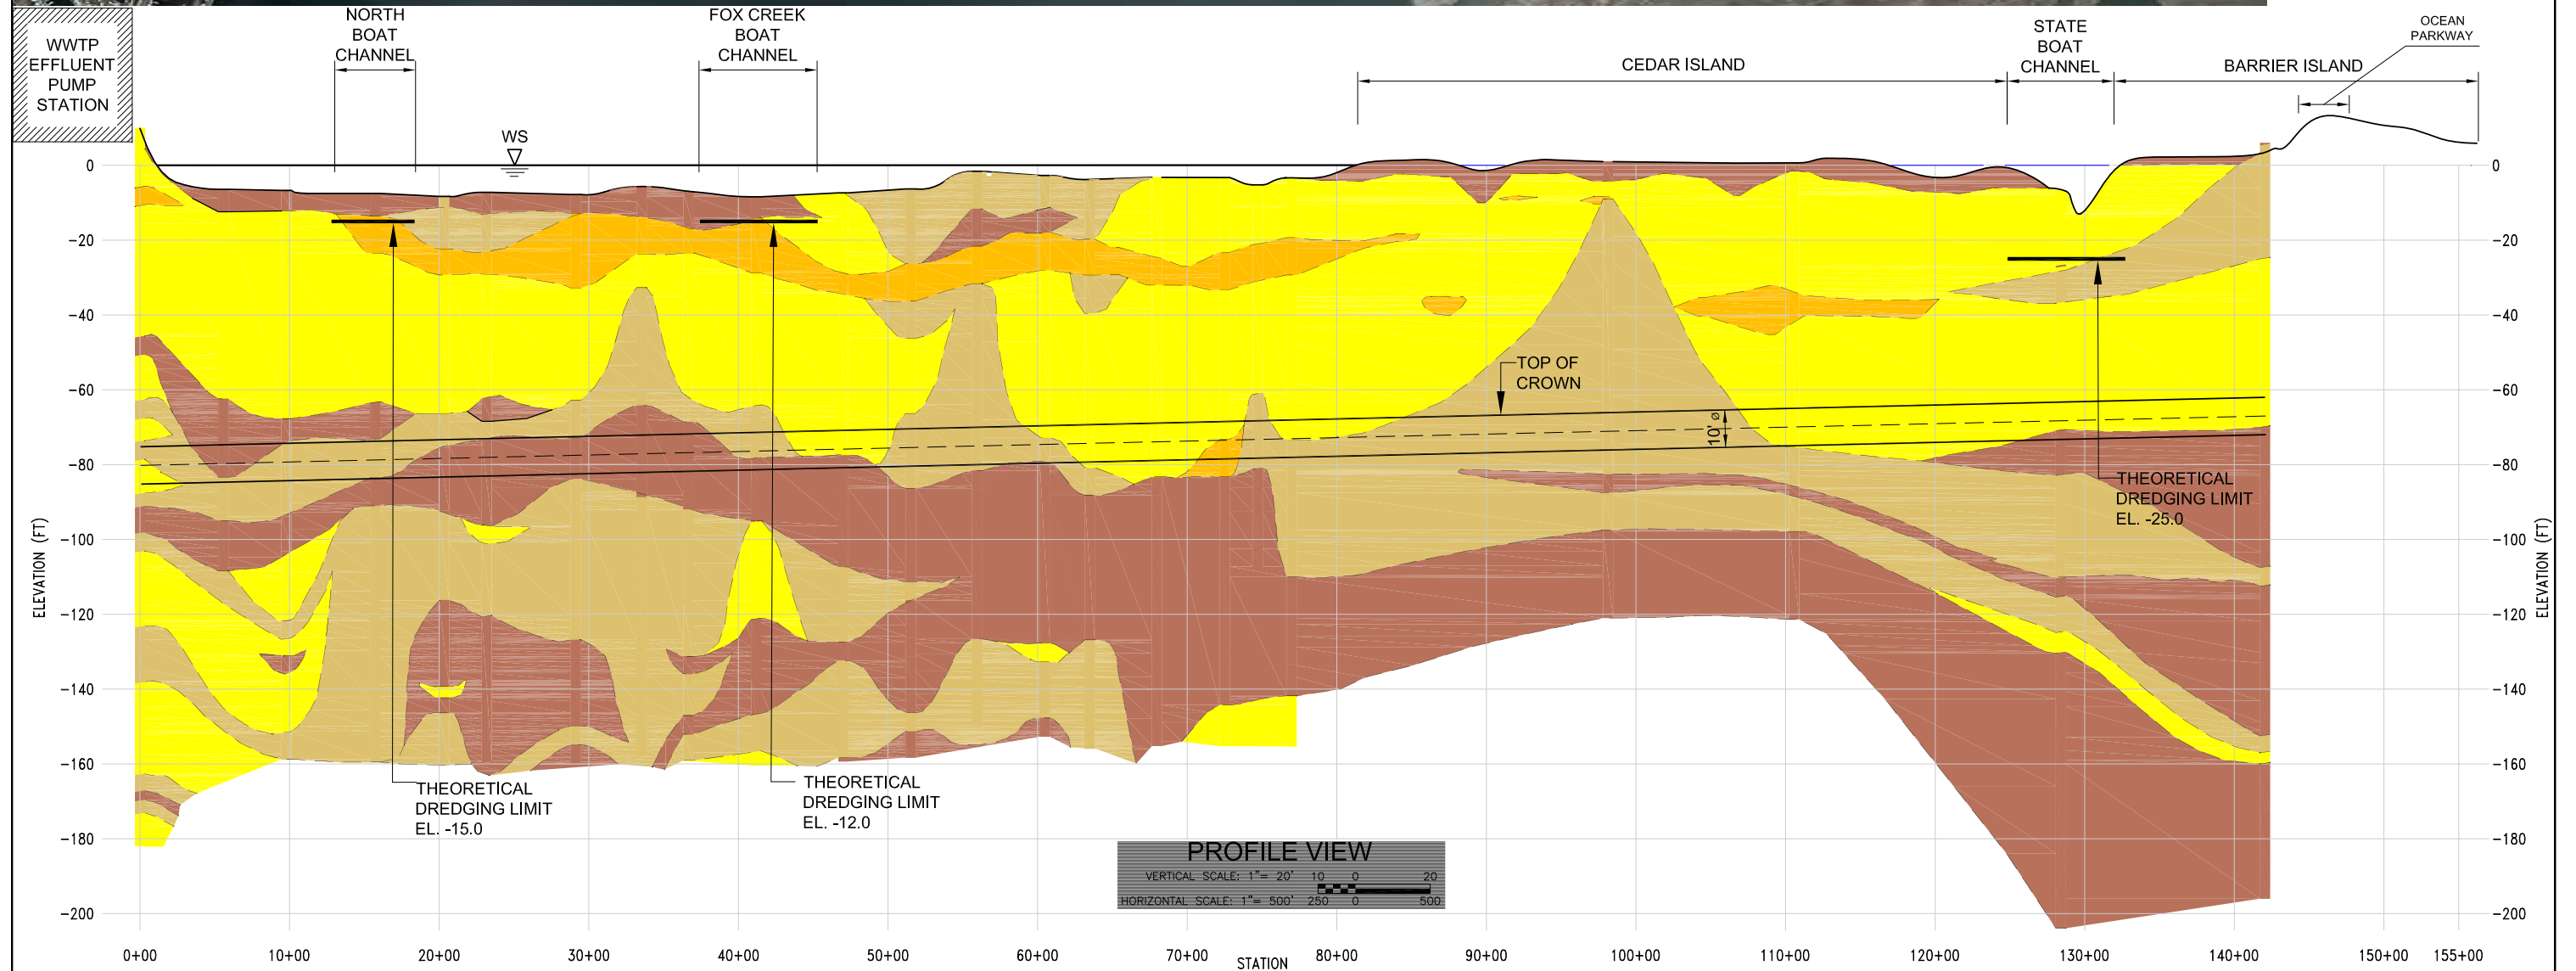 NORTH
BOAT
CHANNEL
FOX CREEK
BOAT
CHANNEL
STATE
BOAT
CHANNEL
OCEAN
PARKWAY
WWTP
EFFLUENT
PUMP
STATION
CEDAR ISLAND
BARRIER ISLAND
WS
0
-20
-40
-60
-80
-100
-120
-140
-160
-180
-200
ELEVATION (FT)
TOP OF
CROWN
10' ø
THEORETICAL
DREDGING LIMIT
EL. -15.0
THEORETICAL
DREDGING LIMIT
EL. -12.0
THEORETICAL
DREDGING LIMIT
EL. -25.0
0
-20
-40
-60
-80
-100
-120
-140
-160
-180
-200
ELEVATION (FT)
PROFILE VIEW
VERTICAL SCALE: 1"= 20' 10 0 20
HORIZONTAL SCALE: 1"= 500' 250 0 500
0+00 10+00 20+00 30+00 40+00 50+00 60+00 70+00 80+00 90+00 100+00 110+00 120+00 130+00 140+00 150+00 155+00
STATION